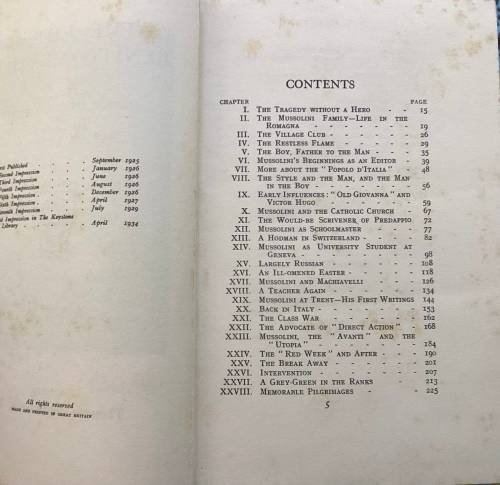 First Published - September 1925
Second Impression - January 1926
Third Impression - June 1926
Fourth Impression - August 1926
Fifth Impression - December 1926
Sixth Impression - April 1927
Seventh Impression - July 1929
Impression in The Keystone
Library - April 1934
All rights reserved
MADE AND PRINTED IN GREAT BRITAIN
CONTENTS
CHAPTER PAGE
I. THE TRAGEDY WITHOUT A HERO - - 15
II. THE MUSSOLINI FAMILY—LIFE IN THE
ROMAGNA - - - - - 19
III. THE VILLAGE CLUB - - - - 26
IV. THE RESTLESS FLAME - - - - 29
V. THE BOY, FATHER TO THE MAN - - 35
VI. MUSSOLINI'S BEGINNINGS AS AN EDITOR - 39
VII. MORE ABOUT THE "POPOLO D'ITALIA" - 48
VIII. THE STYLE AND THE MAN, AND THE MAN
IN THE BOY - - - - - 56
IX. EARLY INFLUENCES: "OLD GIOVANNA" AND
VICTOR HUGO - - - - 59
X. MUSSOLINI AND THE CATHOLIC CHURCH - 67
XI. THE WOULD-BE SCRIVENER OF PREDAPPIO 72
XII. MUSSOLINI AS SCHOOLMASTER - - 77
XIII. A HODMAN IN SWITZERLAND - - 82
XIV. MUSSOLINI AS UNIVERSITY STUDENT AT
GENEVA - - - - - 98
XV. LARGELY RUSSIAN - - - - 108
XVI. AN ILL-OMENED EASTER - - - 118
XVII. MUSSOLINI AND MACHIAVELLI - - 126
XVIII. A TEACHER AGAIN - - - - 134
XIX. MUSSOLINI AT TRENT—HIS FIRST WRITINGS 144
XX. BACK IN ITALY - - - - 153
XXI. THE CLASS WAR - - - - 162
XXII. THE ADVOCATE OF "DIRECT ACTION" - 168
XXIII. MUSSOLINI, THE "AVANTI" AND THE
"UTOPIA" - - - - - 184
XXIV. THE "RED WEEK" AND AFTER - - - 190
XXV. THE BREAK AWAY - - - - 201
XXVI. INTERVENTION - - - - 207
XXVII. A GREY-GREEN IN THE RANKS - - 213
XXVIII. MEMORABLE PILGRIMAGES - - - 225
5